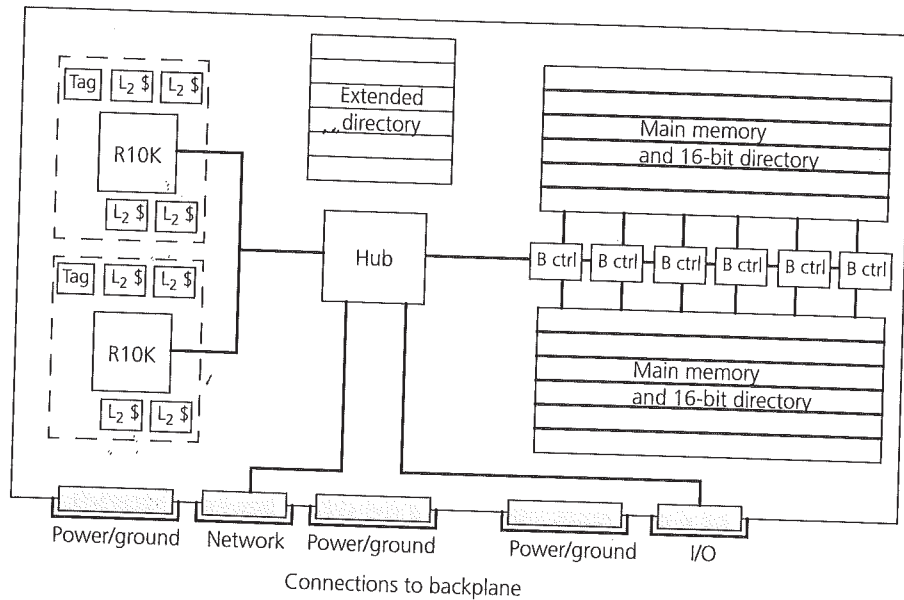 Tag L₂ $ L₂ $
R10K
L₂ $ L₂ $
Tag L₂ $ L₂ $
R10K
L₂ $ L₂ $
Extended
directory
Hub
Main memory
and 16-bit directory
B ctrl B ctrl B ctrl B ctrl B ctrl B ctrl
Main memory
and 16-bit directory
Power/ground Network Power/ground Power/ground I/O
Connections to backplane